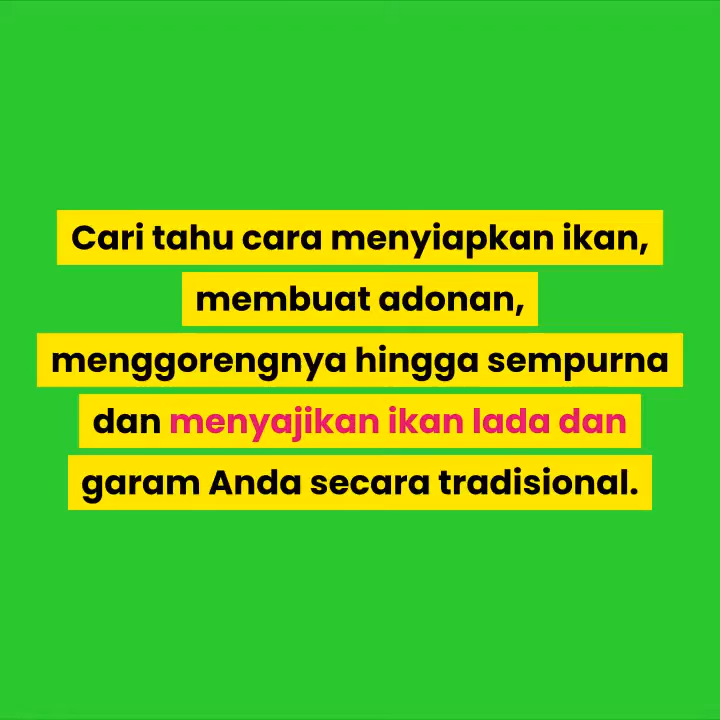 Cari tahu cara menyiapkan ikan,
membuat adonan,
menggorengnya hingga sempurna
dan menyajikan ikan lada dan
garam Anda secara tradisional.